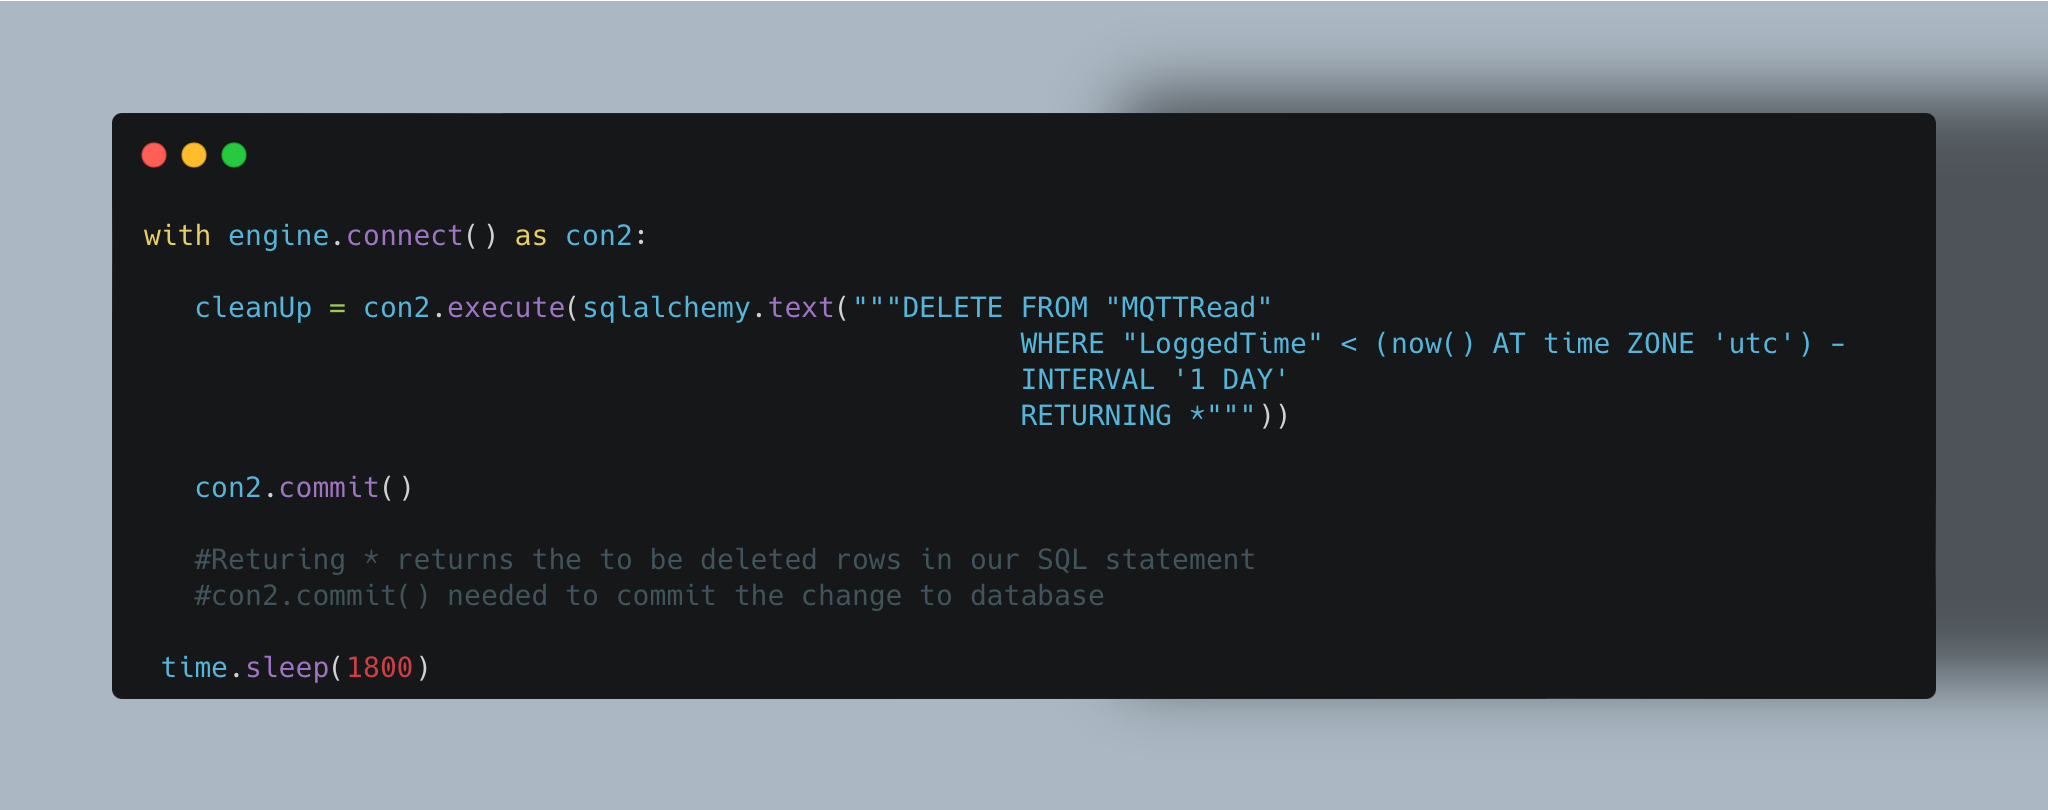 with engine.connect() as con2:
cleanUp = con2.execute(sqlalchemy.text("""DELETE FROM "MQTTRead"
WHERE "LoggedTime" < (now() AT time ZONE 'utc') -
INTERVAL '1 DAY'
RETURNING *"""))
con2.commit()
#Returing * returns the to be deleted rows in our SQL statement
#con2.commit() needed to commit the change to database
time.sleep(1800)